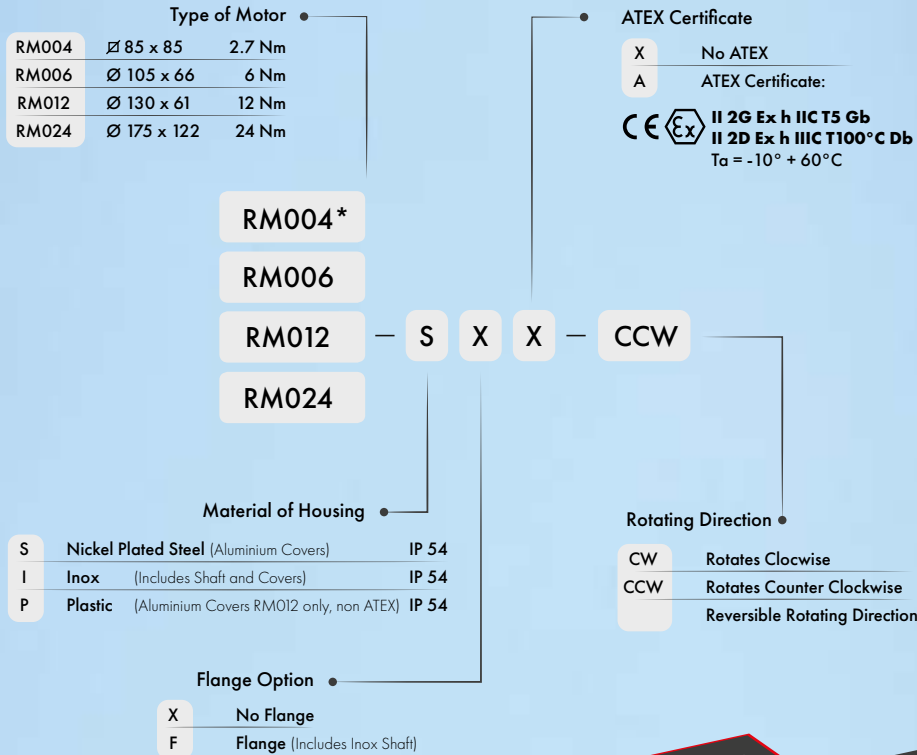 Type of Motor
RM004 ⌀ 85 x 85 2.7 Nm
RM006 Ø 105 x 66 6 Nm
RM012 Ø 130 x 61 12 Nm
RM024 Ø 175 x 122 24 Nm
ATEX Certificate
X No ATEX
A ATEX Certificate:
CE Ex II 2G Ex h IIC T5 Gb
II 2D Ex h IIIC T100°C Db
Ta = -10° + 60°C
RM004*
RM006
RM012 – S X X – CCW
RM024
Material of Housing
S Nickel Plated Steel (Aluminium Covers) IP 54
I Inox (Includes Shaft and Covers) IP 54
P Plastic (Aluminium Covers RM012 only, non ATEX) IP 54
Rotating Direction
CW Rotates Clocwise
CCW Rotates Counter Clockwise
Reversible Rotating Direction
Flange Option
X No Flange
F Flange (Includes Inox Shaft)